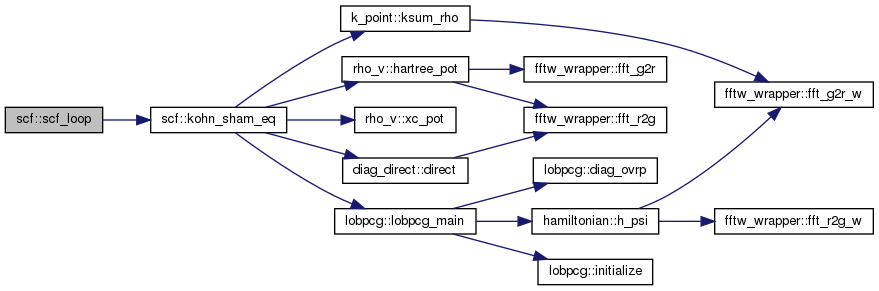 scf::scf_loop
scf::kohn_sham_eq
k_point::ksum_rho
rho_v::hartree_pot
rho_v::xc_pot
diag_direct::direct
lobpcg::lobpcg_main
fftw_wrapper::fft_g2r
fftw_wrapper::fft_r2g
lobpcg::diag_ovrp
hamiltonian::h_psi
lobpcg::initialize
fftw_wrapper::fft_g2r_w
fftw_wrapper::fft_r2g_w